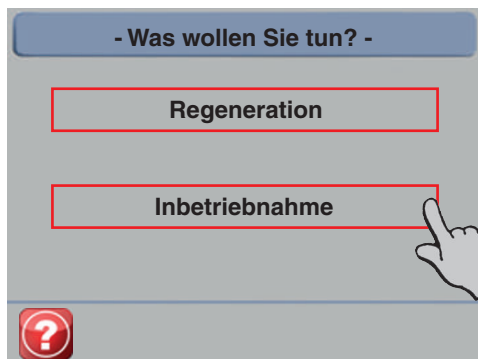 - Was wollen Sie tun? -
Regeneration
Inbetriebnahme
?